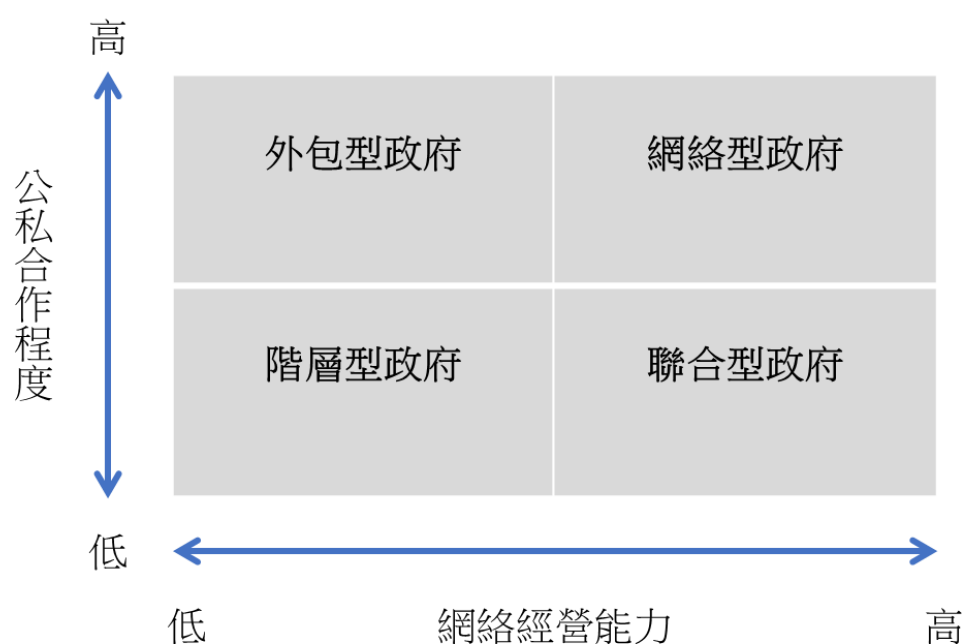 高
外包型政府
網絡型政府
公私合作程度
階層型政府
聯合型政府
低
低
網絡經營能力
高